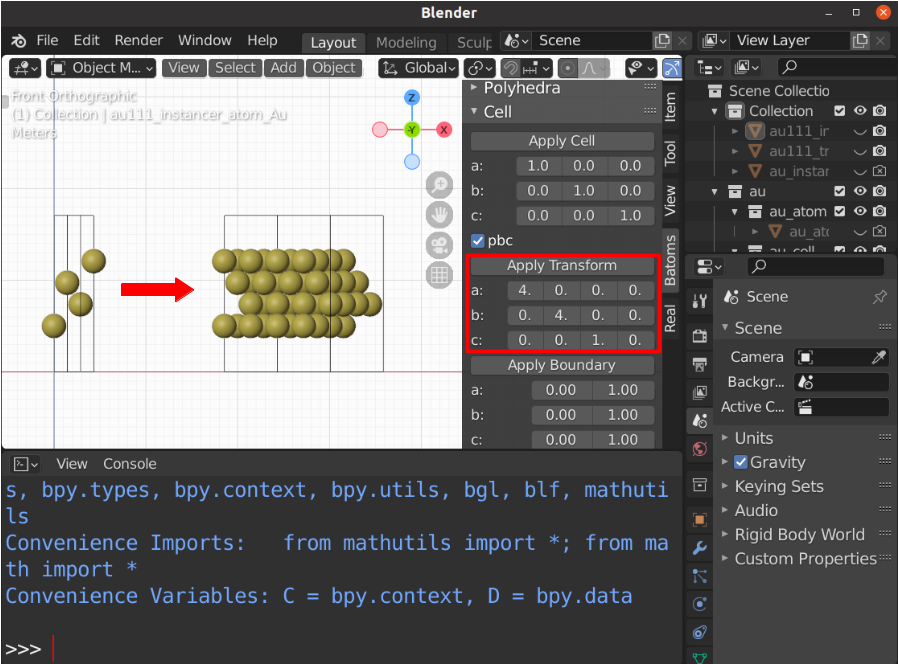 Blender
File Edit Render Window Help Layout Modeling Sculp Scene View Layer
Object M... View Select Add Object Global
Front Orthographic
(1) Collection | au111_instancer_atom_Au
Meters
Z
-Y
X
Polyhedra
Cell
Apply Cell
a: 1.0 0.0 0.0
b: 0.0 1.0 0.0
c: 0.0 0.0 1.0
pbc
Apply Transform
a: 4. 0. 0. 0.
b: 0. 4. 0. 0.
c: 0. 0. 1. 0.
Apply Boundary
a: 0.00 1.00
b: 0.00 1.00
c: 0.00 1.00
Item
Tool
View
Batoms
Real
Scene Collectio
Collection
au111_ir
au111_tr
au_instar
au
au_atom
au_atc
au_cell
Scene
Scene
Camera
Backgr...
Active C...
Units
Gravity
Keying Sets
Audio
Rigid Body World
Custom Properties
View Console
s, bpy.types, bpy.context, bpy.utils, bgl, blf, mathuti
ls
Convenience Imports: from mathutils import *; from ma
th import *
Convenience Variables: C = bpy.context, D = bpy.data
>>>